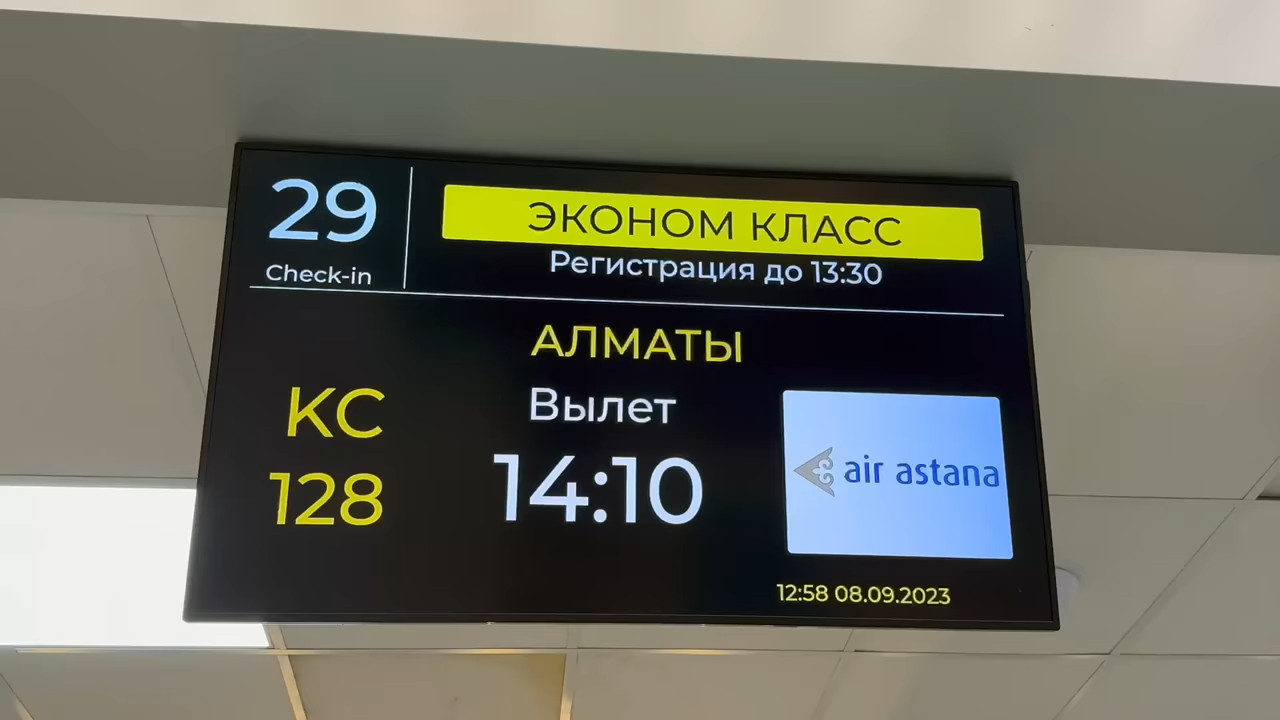 29
Check-in
ЭКОНОМ КЛАСС
Регистрация до 13:30
АЛМАТЫ
KC
128
Вылет
14:10
air astana
12:58 08.09.2023